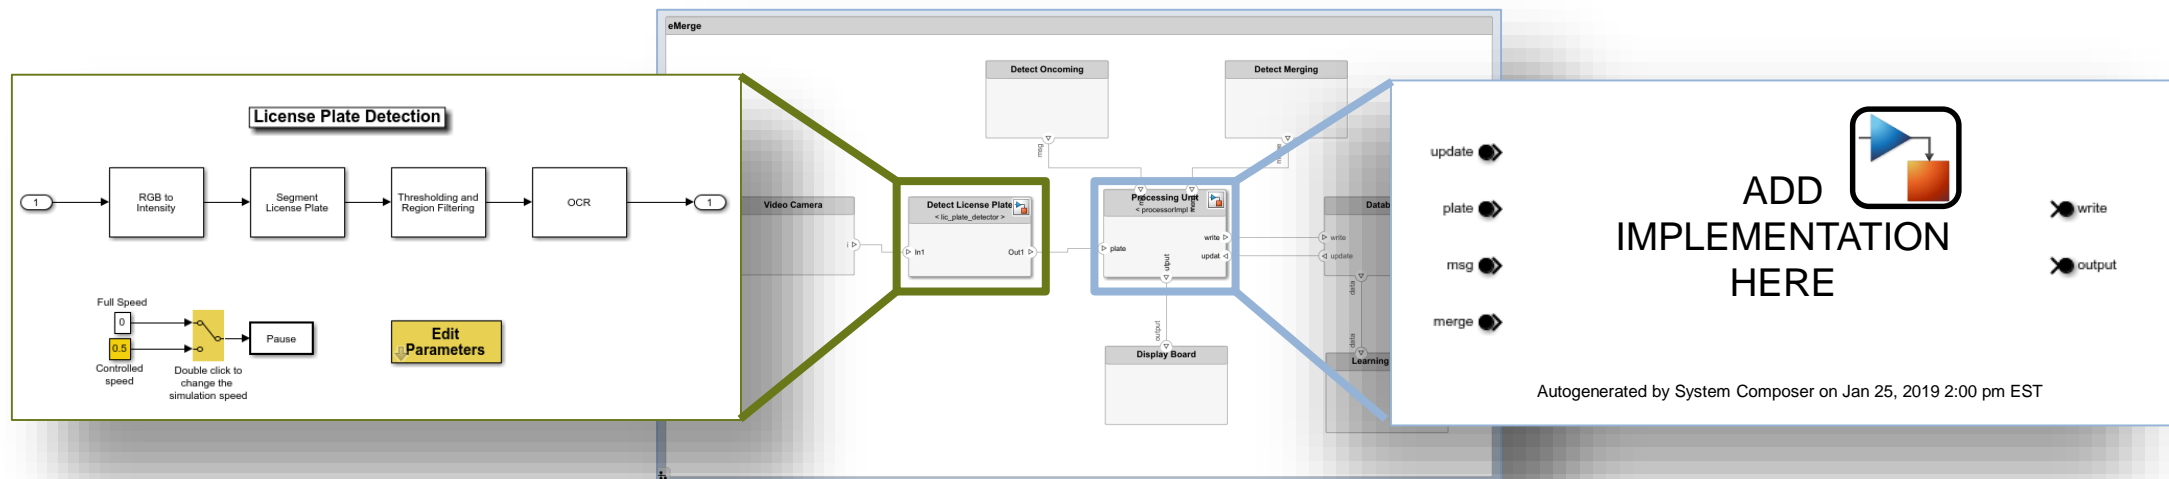 eMerge
License Plate Detection
1
RGB to
Intensity
Segment
License Plate
Thresholding and
Region Filtering
OCR
1
Full Speed
0
0.5
Controlled
speed
Double click to
change the
simulation speed
Pause
Edit
Parameters
Detect Oncoming
msg
Detect Merging
Video Camera
Detect License Plate
< lic_plate_detector >
In1
Out1
Processing Unit
< processorImpl >
plate
write
updat
utput
output
Display Board
write
update
data
data
Learning
update
plate
msg
merge
ADD
IMPLEMENTATION
HERE
write
output
Autogenerated by System Composer on Jan 25, 2019 2:00 pm EST